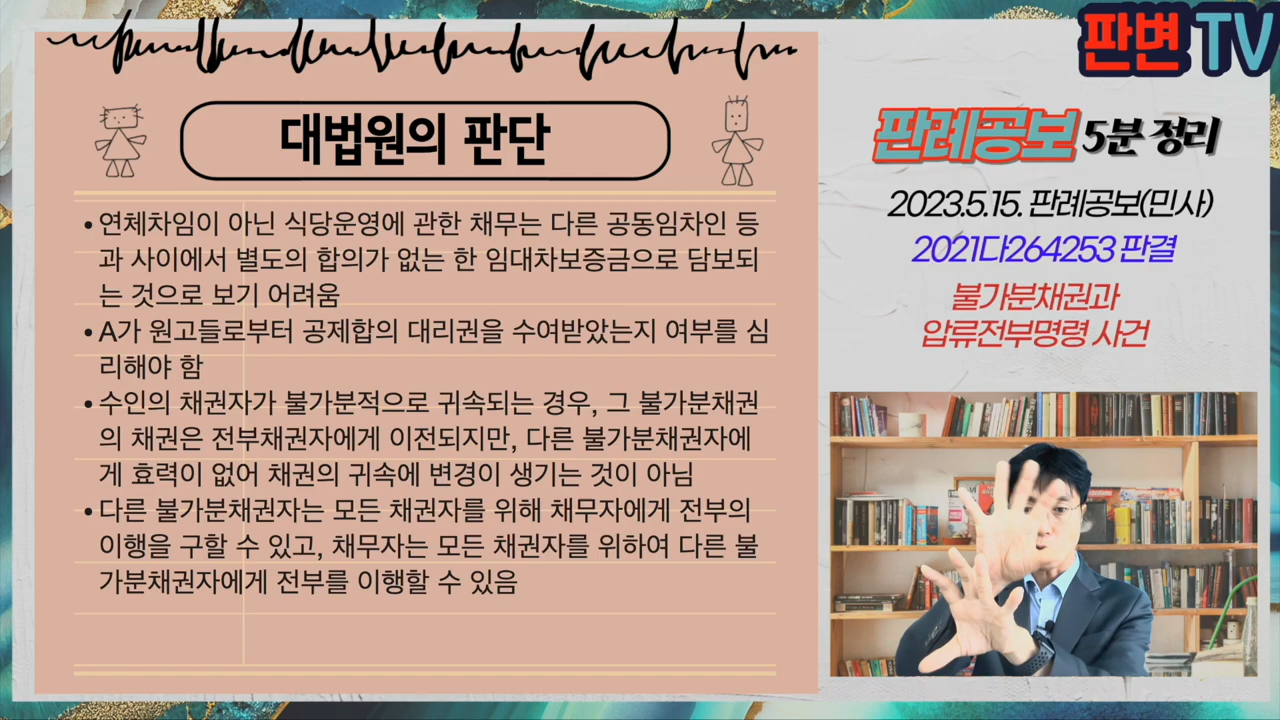 판변 TV
대법원의 판단
• 연체차임이 아닌 식당운영에 관한 채무는 다른 공동임차인 등
과 사이에서 별도의 합의가 없는 한 임대차보증금으로 담보되
는 것으로 보기 어려움
• A가 원고들로부터 공제합의 대리권을 수여받았는지 여부를 심
리해야 함
• 수인의 채권자가 불가분적으로 귀속되는 경우, 그 불가분채권
의 채권은 전부채권자에게 이전되지만, 다른 불가분채권자에
게 효력이 없어 채권의 귀속에 변경이 생기는 것이 아님
• 다른 불가분채권자는 모든 채권자를 위해 채무자에게 전부의
이행을 구할 수 있고, 채무자는 모든 채권자를 위하여 다른 불
가분채권자에게 전부를 이행할 수 있음
판례공보 5분 정리
2023.5.15. 판례공보(민사)
2021다264253 판결
불가분채권과
압류전부명령 사건